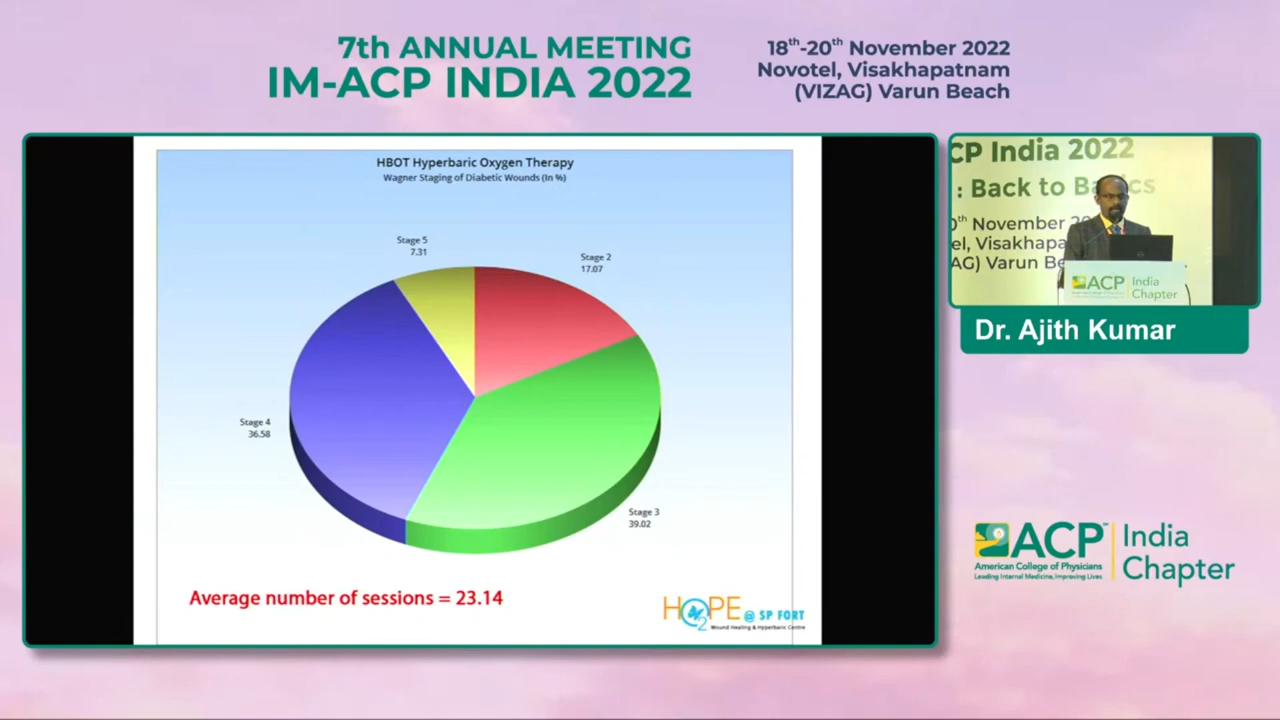 7th ANNUAL MEETING
IM-ACP INDIA 2022
18th-20th November 2022
Novotel, Visakhapatnam
(VIZAG) Varun Beach
HBOT Hyperbaric Oxygen Therapy
Wagner Staging of Diabetic Wounds (In %)
Stage 5
7.31
Stage 2
17.07
Stage 4
36.58
Stage 3
39.02
Average number of sessions = 23.14
HO2PE @ SP FORT
Wound Healing & Hyperbaric Centre
CP India 2022
: Back to Basics
0th November 20
el, Visakhapa
AG) Varun Be
ACP India
Chapter
Dr. Ajith Kumar
ACP™
American College of Physicians
Leading Internal Medicine, Improving Lives
India
Chapter